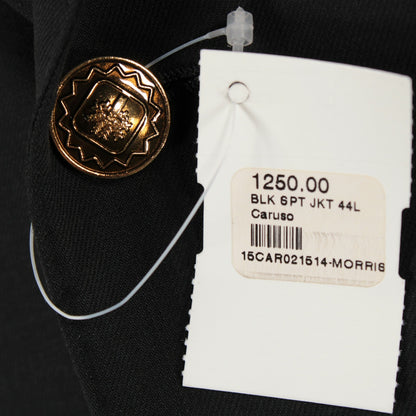 1250.00
BLK SPT JKT 44L
Caruso
15CAR021514-MORRIS